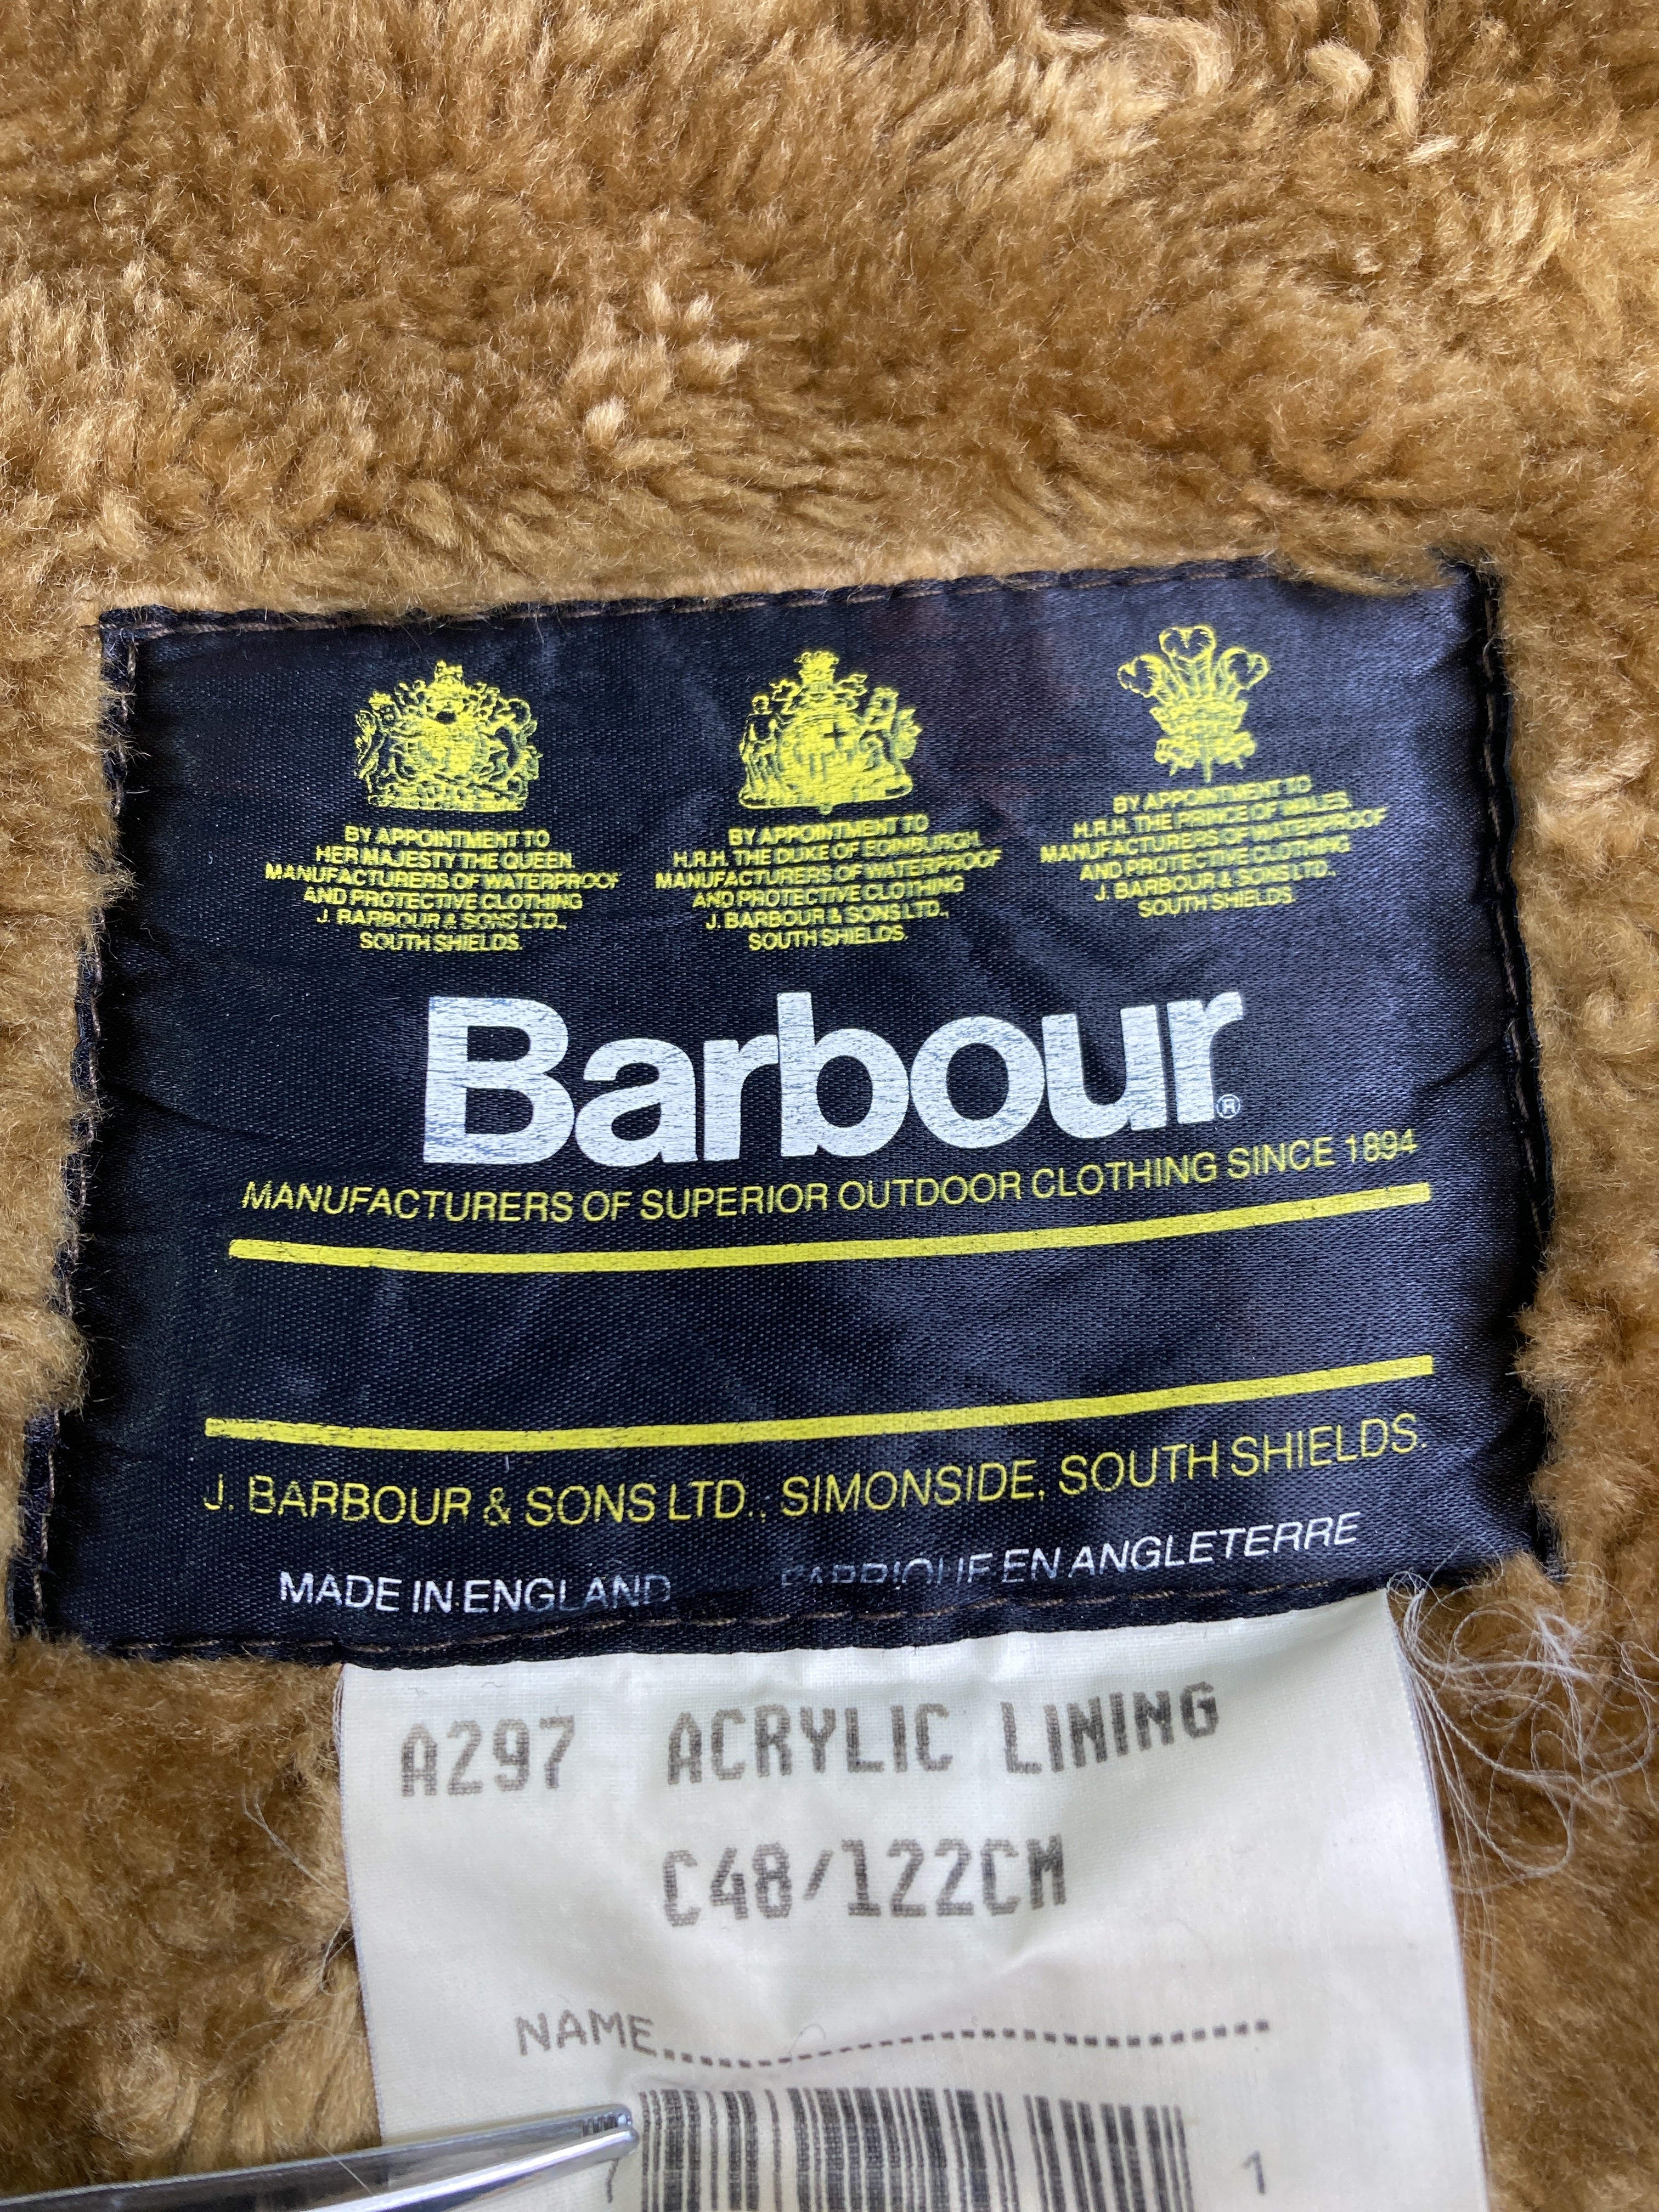 BY APPOINTMENT TO
HER MAJESTY THE QUEEN.
MANUFACTURERS OF WATERPROOF
AND PROTECTIVE CLOTHING
J. BARBOUR & SONS LTD.,
SOUTH SHIELDS.
BY APPOINTMENT TO
H.R.H. THE DUKE OF EDINBURGH.
MANUFACTURERS OF WATERPROOF
AND PROTECTIVE CLOTHING
J. BARBOUR & SONS LTD.,
SOUTH SHIELDS.
BY APPOINTMENT TO
H.R.H. THE PRINCE OF WALES.
MANUFACTURERS OF WATERPROOF
AND PROTECTIVE CLOTHING
J. BARBOUR & SONS LTD.,
SOUTH SHIELDS.
Barbour®
MANUFACTURERS OF SUPERIOR OUTDOOR CLOTHING SINCE 1894
J. BARBOUR & SONS LTD., SIMONSIDE, SOUTH SHIELDS.
MADE IN ENGLAND FABRIQUE EN ANGLETERRE
A297 ACRYLIC LINING
C48/122CM
NAME
1